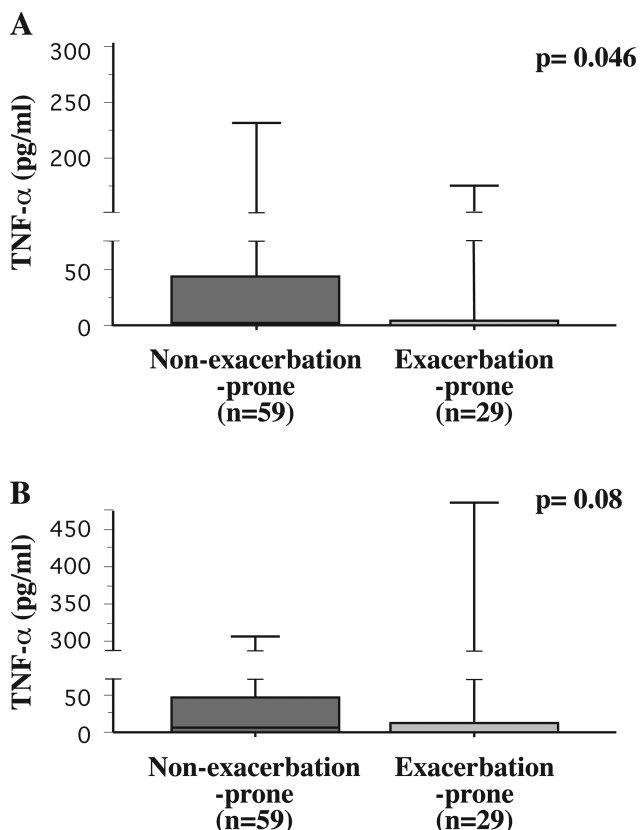 A
p= 0.046
TNF-α (pg/ml)
300
250
200
50
0
Non-exacerbation
-prone
(n=59)
Exacerbation
-prone
(n=29)
B
p= 0.08
TNF-α (pg/ml)
450
400
350
300
50
0
Non-exacerbation
-prone
(n=59)
Exacerbation
-prone
(n=29)